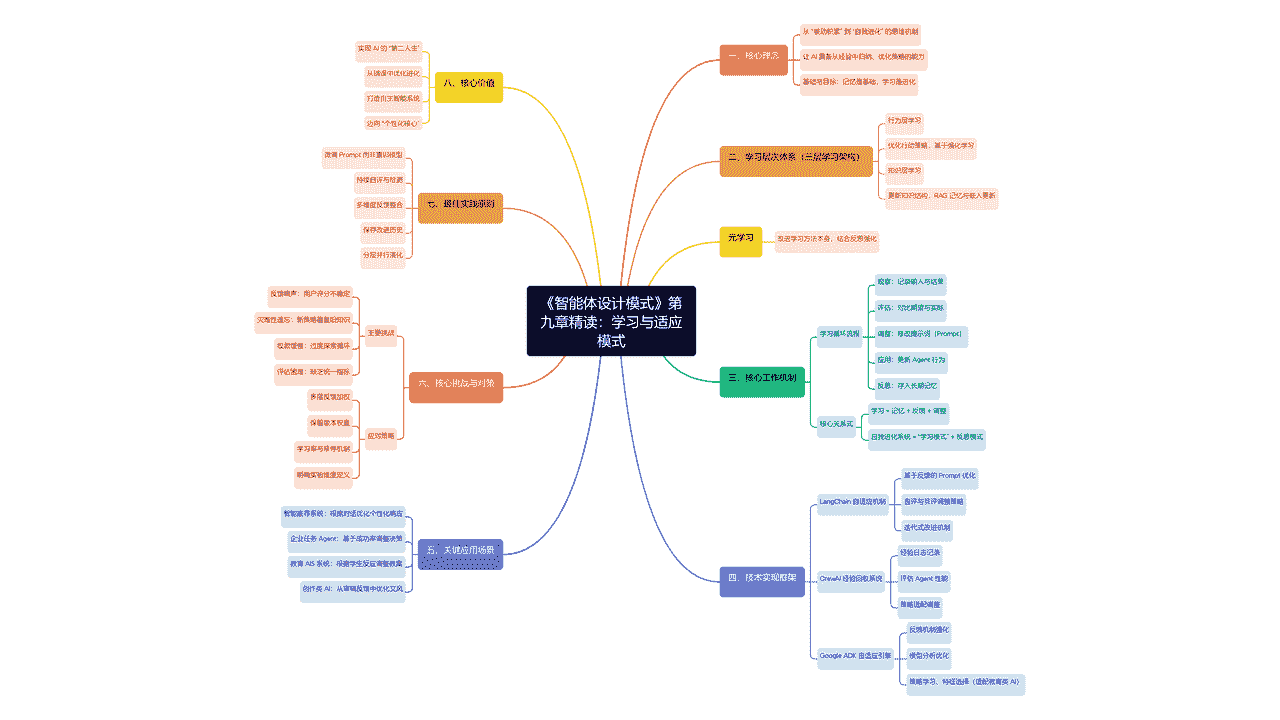 《智能体设计模式》第
九章精读：学习与适应
模式
一、核心理念
从“被动积累”到“自我进化”的思维机制
让 AI 具备从经验中归纳、优化策略的能力
基础与目标：记忆是基础，学习是进化
二、学习层次体系（三层学习架构）
行为层学习
优化行动策略，基于强化学习
知识层学习
更新知识结构，RAG 记忆与嵌入更新
元学习
改进学习方法本身，结合反思强化
三、核心工作机制
学习循环流程
观察：记录输入与结果
评估：对比期望与实际
调整：修改提示词（Prompt）
应用：更新 Agent 行为
反思：存入长期记忆
核心关系式
学习 = 记忆 + 反馈 + 调整
自我进化系统 = “学习模式” + 反思模式
四、技术实现框架
LangChain 自适应机制
基于反馈的 Prompt 优化
自评与互评调整策略
迭代式改进机制
CrewAI 经验回放系统
经验日志记录
评估 Agent 性能
策略适配调整
Google ADK 自适应引擎
反馈机制强化
模型分析优化
策略学习、特征选择（适配教育类 AI）
五、关键应用场景
智能推荐系统：根据对话优化个性化响应
企业任务 Agent：基于成功率调整决策
教育 AIS 系统：根据学生反应调整教案
创作类 AI：从审稿反馈中优化文风
六、核心挑战与对策
主要挑战
反馈噪声：用户评分不稳定
灾难性遗忘：新策略覆盖旧知识
收敛缓慢：过度探索循环
评估困难：缺乏统一指标
应对策略
多维反馈加权
保留版本权重
学习率与衰减机制
明确目标维度定义
七、最佳实践原则
微调 Prompt 而非重训模型
持续自评与检测
多维度反馈整合
保存改进历史
分层并行演化
八、核心价值
实现 AI 的“第二人生”
从错误中优化进化
打造自主智能系统
迈向“个性化核心”